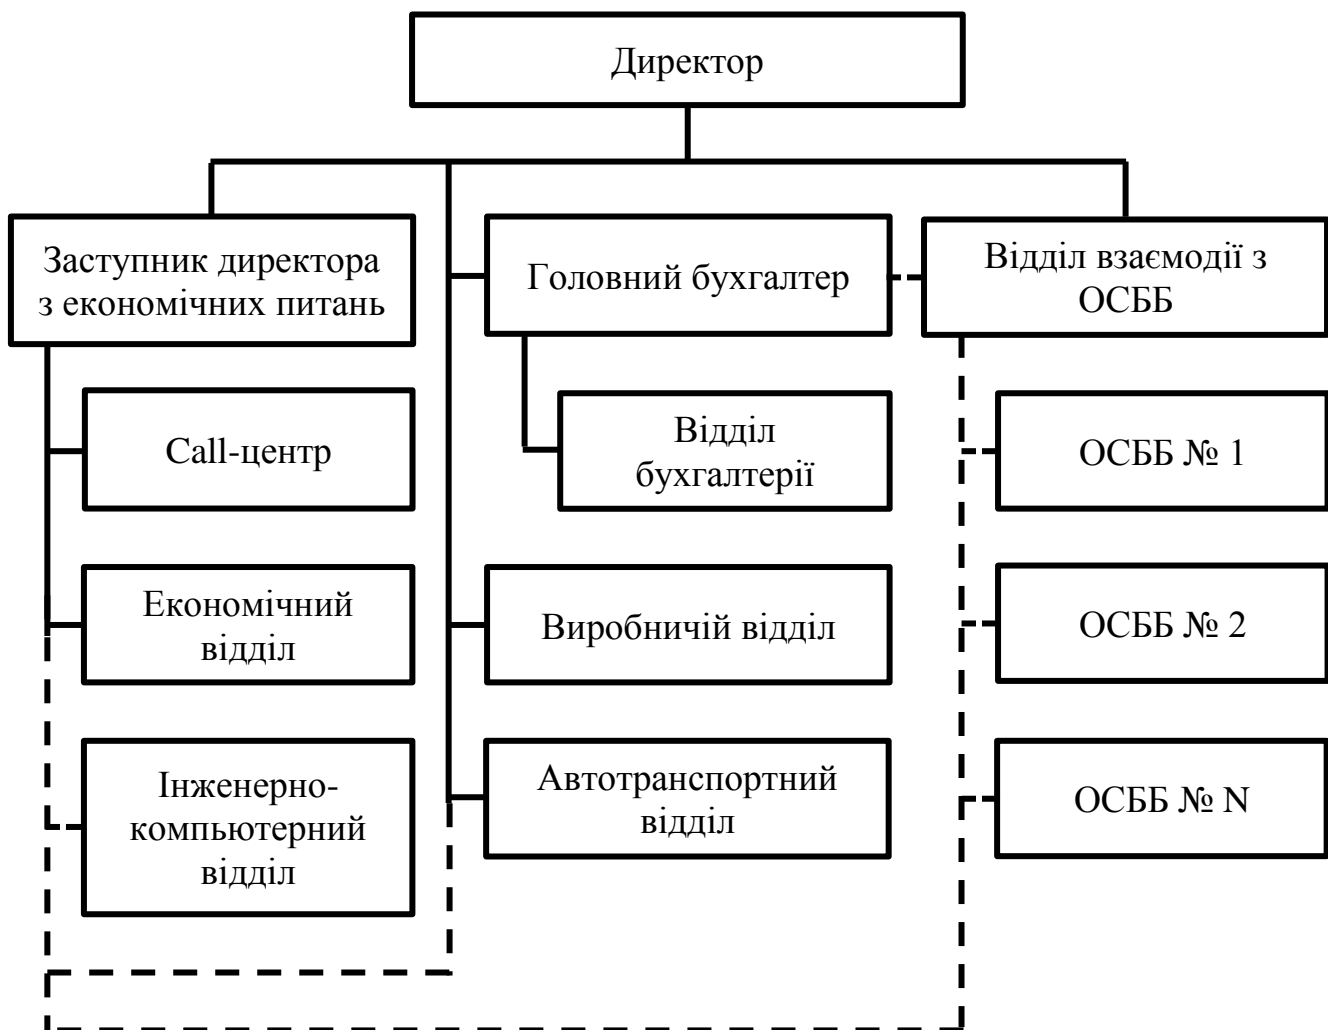 Директор
Заступник директора
з економічних питань
Головний бухгалтер
Відділ взаємодії з
ОСББ
Call-центр
Відділ
бухгалтерії
ОСББ № 1
Економічний
відділ
Виробничій відділ
ОСББ № 2
Інженерно-
компьютерний
відділ
Автотранспортний
відділ
ОСББ № N